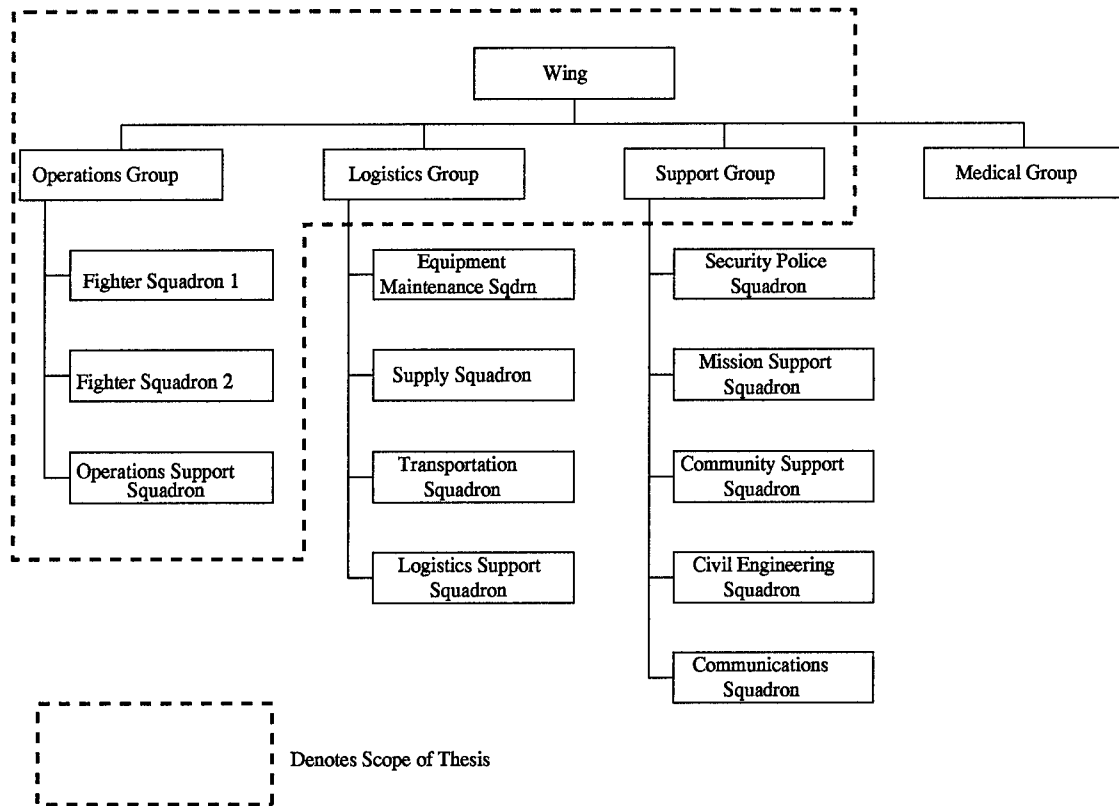 Wing
Operations Group
Logistics Group
Support Group
Medical Group
Fighter Squadron 1
Fighter Squadron 2
Operations Support
Squadron
Equipment
Maintenance Sqdrn
Supply Squadron
Transportation
Squadron
Logistics Support
Squadron
Security Police
Squadron
Mission Support
Squadron
Community Support
Squadron
Civil Engineering
Squadron
Communications
Squadron
Denotes Scope of Thesis